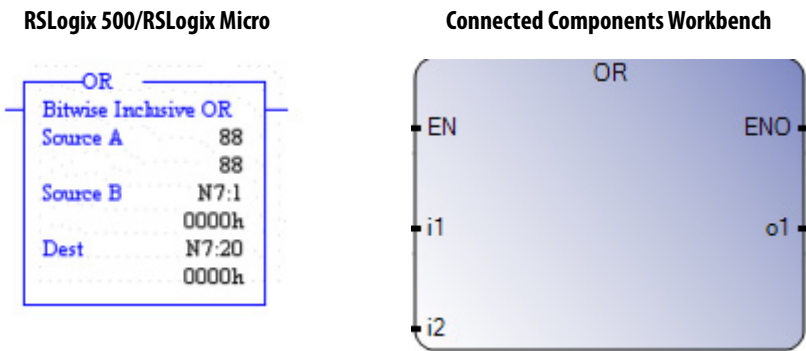 RSLogix 500/RSLogix Micro
OR
Bitwise Inclusive OR
Source A 88
88
Source B N7:1
0000h
Dest N7:20
0000h
Connected Components Workbench
OR
EN ENO
i1 o1
i2